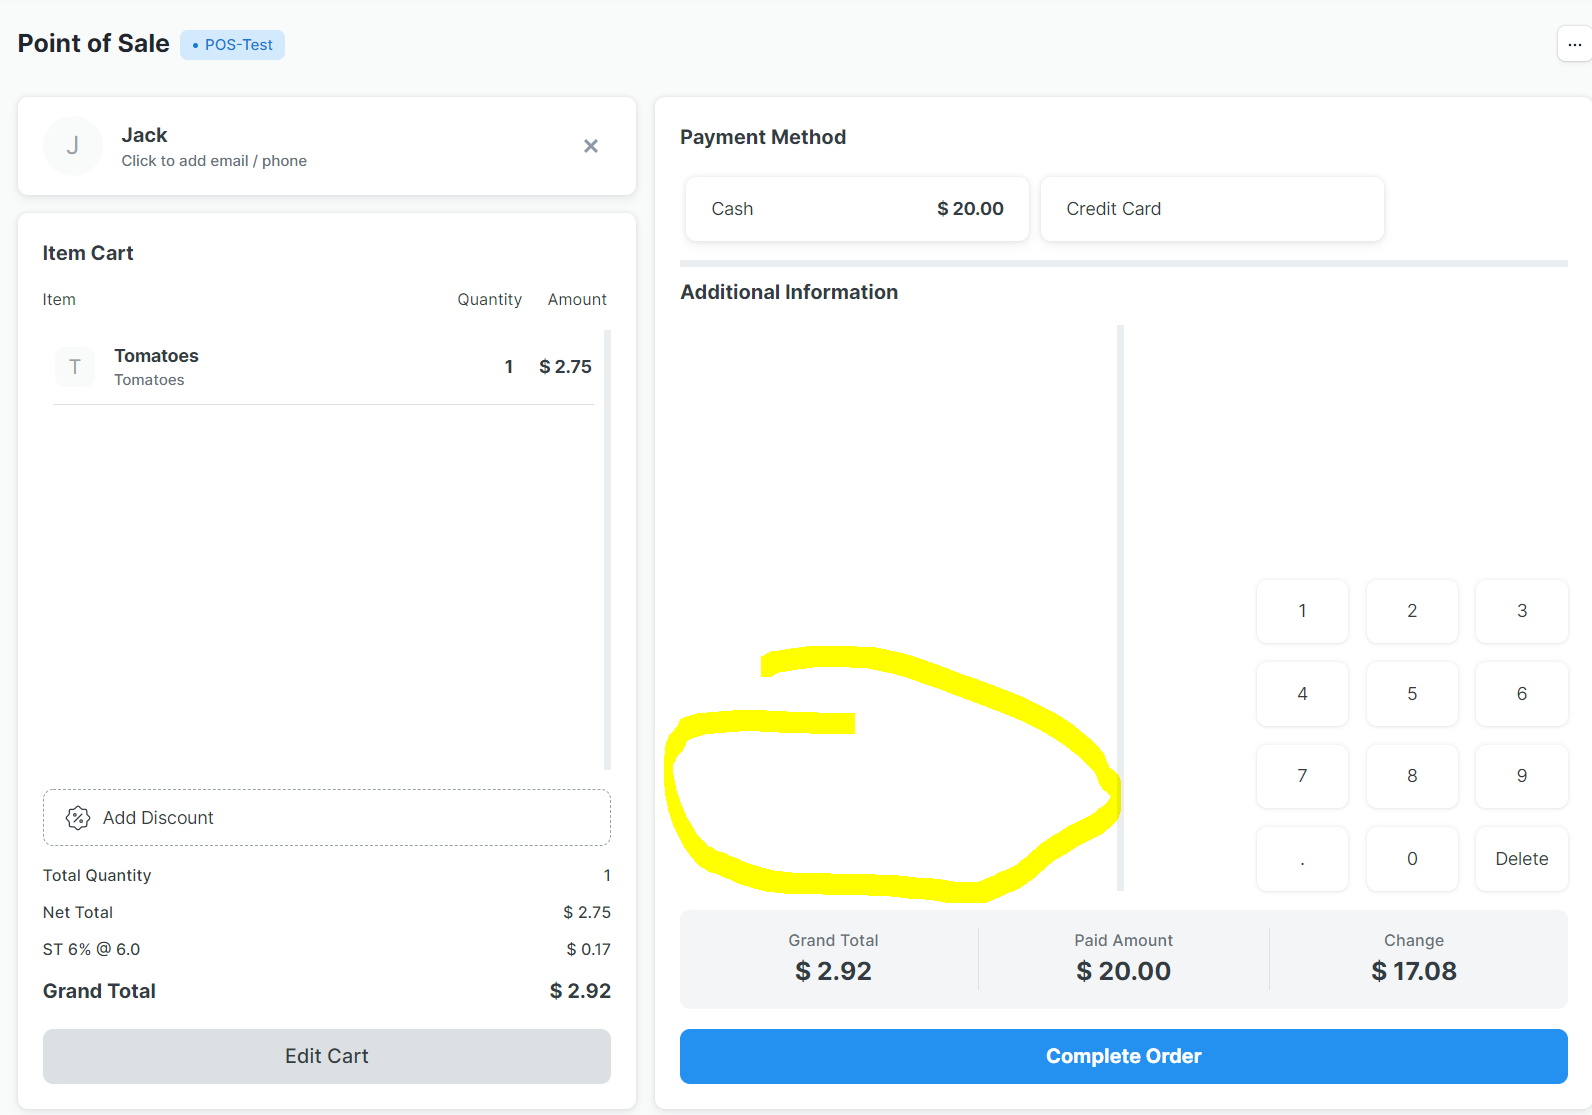 Point of Sale • POS-Test
...
J Jack
Click to add email / phone
×
Item Cart
Item Quantity Amount
T Tomatoes 1 $ 2.75
Tomatoes
% Add Discount
Total Quantity 1
Net Total $ 2.75
ST 6% @ 6.0 $ 0.17
Grand Total $ 2.92
Edit Cart
Payment Method
Cash $ 20.00 Credit Card
Additional Information
1 2 3
4 5 6
7 8 9
. 0 Delete
Grand Total Paid Amount Change
$ 2.92 $ 20.00 $ 17.08
Complete Order